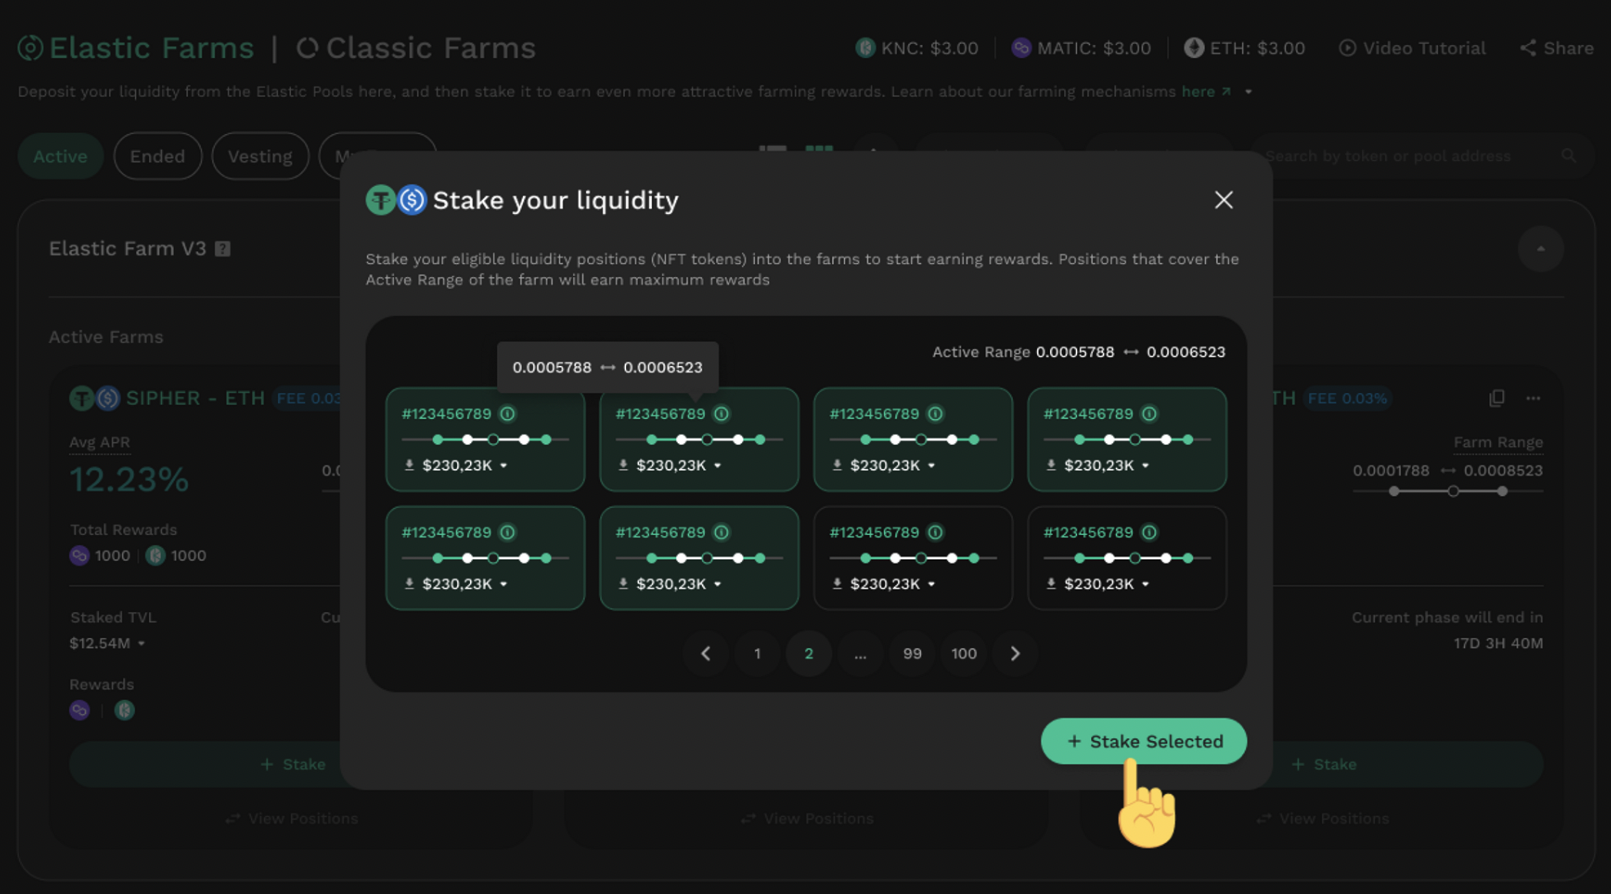 Elastic Farms | Classic Farms
KNC: $3.00
MATIC: $3.00
ETH: $3.00
Video Tutorial
Share
Deposit your liquidity from the Elastic Pools here, and then stake it to earn even more attractive farming rewards. Learn about our farming mechanisms here ↗
Active
Ended
Vesting
Search by token or pool address
Stake your liquidity
Stake your eligible liquidity positions (NFT tokens) into the farms to start earning rewards. Positions that cover the
Active Range of the farm will earn maximum rewards
Elastic Farm V3 ?
Active Farms
Active Range 0.0005788 ↔ 0.0006523
0.0005788 ↔ 0.0006523
#123456789 #123456789 #123456789 #123456789
$230,23K $230,23K $230,23K $230,23K
#123456789 #123456789 #123456789 #123456789
$230,23K $230,23K $230,23K $230,23K
1 2 ... 99 100
+ Stake Selected
SIPHER - ETH FEE 0.03
Avg APR
12.23%
Total Rewards
1000 | 1000
Staked TVL
$12.54M
Rewards
+ Stake
View Positions
View Positions
FEE 0.03%
Farm Range
0.0001788 ↔ 0.0008523
Current phase will end in
17D 3H 40M
+ Stake
View Positions